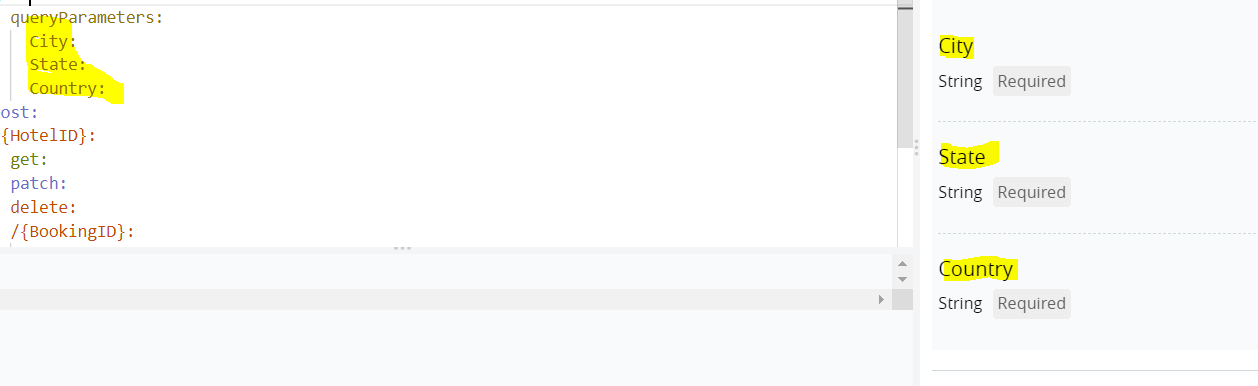 queryParameters:
City:
State:
Country:
ost:
{HotelID}:
get:
patch:
delete:
/{BookingID}:
City
String Required
State
String Required
Country
String Required